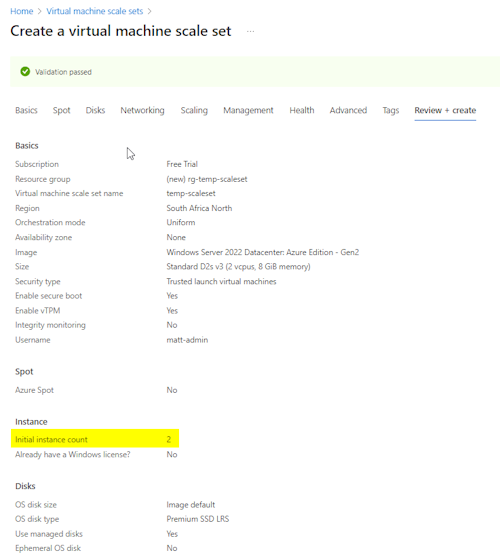 Home > Virtual machine scale sets >
Create a virtual machine scale set ...
Validation passed
Basics Spot Disks Networking Scaling Management Health Advanced Tags Review + create
Basics
Subscription Free Trial
Resource group (new) rg-temp-scaleset
Virtual machine scale set name temp-scaleset
Region South Africa North
Orchestration mode Uniform
Availability zone None
Image Windows Server 2022 Datacenter: Azure Edition - Gen2
Size Standard D2s v3 (2 vcpus, 8 GiB memory)
Security type Trusted launch virtual machines
Enable secure boot Yes
Enable vTPM Yes
Integrity monitoring No
Username matt-admin
Spot
Azure Spot No
Instance
Initial instance count 2
Already have a Windows license? No
Disks
OS disk size Image default
OS disk type Premium SSD LRS
Use managed disks Yes
Ephemeral OS disk No